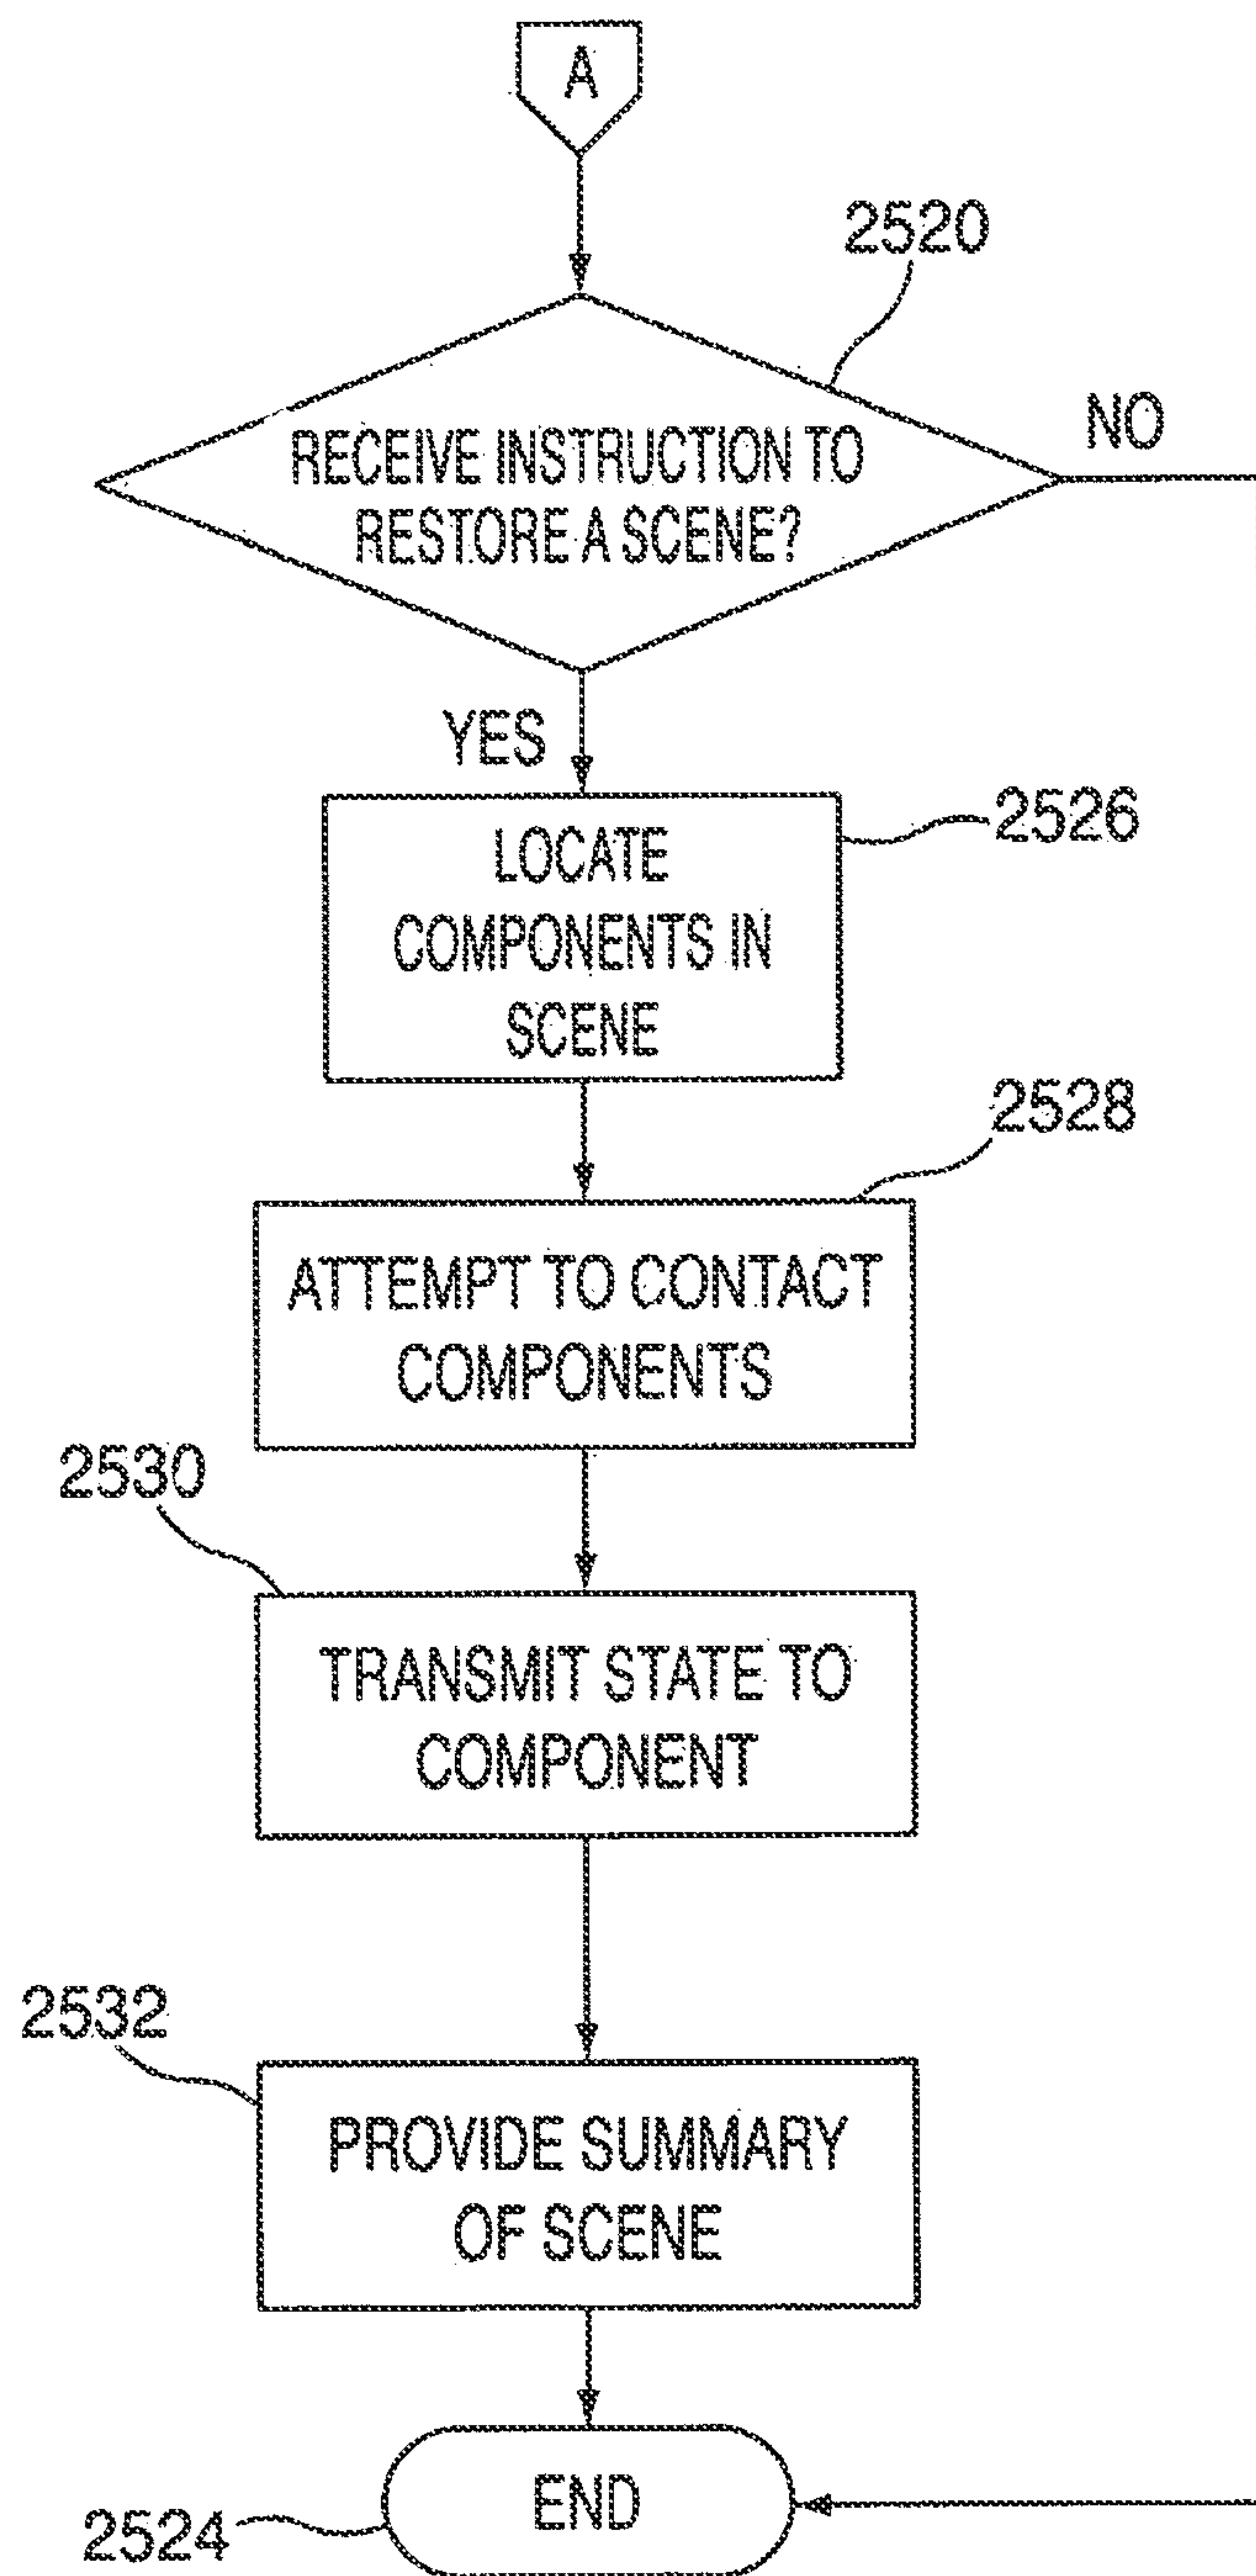 A
2520
NO
RECEIVE INSTRUCTION TO
RESTORE A SCENE?
YES
2526
LOCATE
COMPONENTS IN
SCENE
2528
ATTEMPT TO CONTACT
COMPONENTS
2530
TRANSMIT STATE TO
COMPONENT
2532
PROVIDE SUMMARY
OF SCENE
END
2524